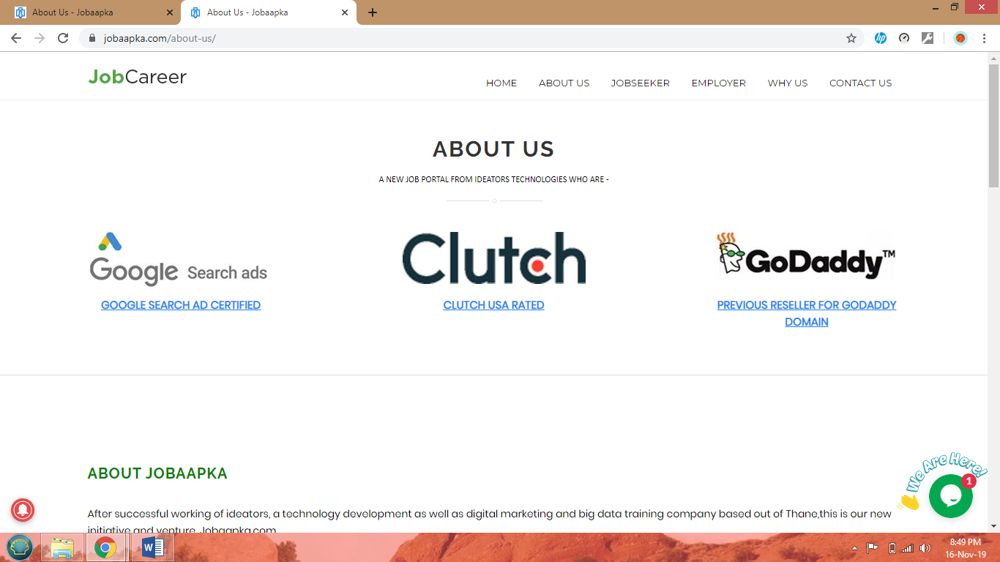 About Us - Jobaapka
About Us - Jobaapka
jobaapka.com/about-us/
JobCareer
HOME ABOUT US JOBSEEKER EMPLOYER WHY US CONTACT US
ABOUT US
A NEW JOB PORTAL FROM IDEATORS TECHNOLOGIES WHO ARE -
Google Search ads
Clutch
GoDaddy™
GOOGLE SEARCH AD CERTIFIED
CLUTCH USA RATED
PREVIOUS RESELLER FOR GODADDY
DOMAIN
ABOUT JOBAAPKA
After successful working of ideators, a technology development as well as digital marketing and big data training company based out of Thane,this is our new
initiative and venture, Jobaapka.com
We Are Here!
1
8:49 PM
16-Nov-19